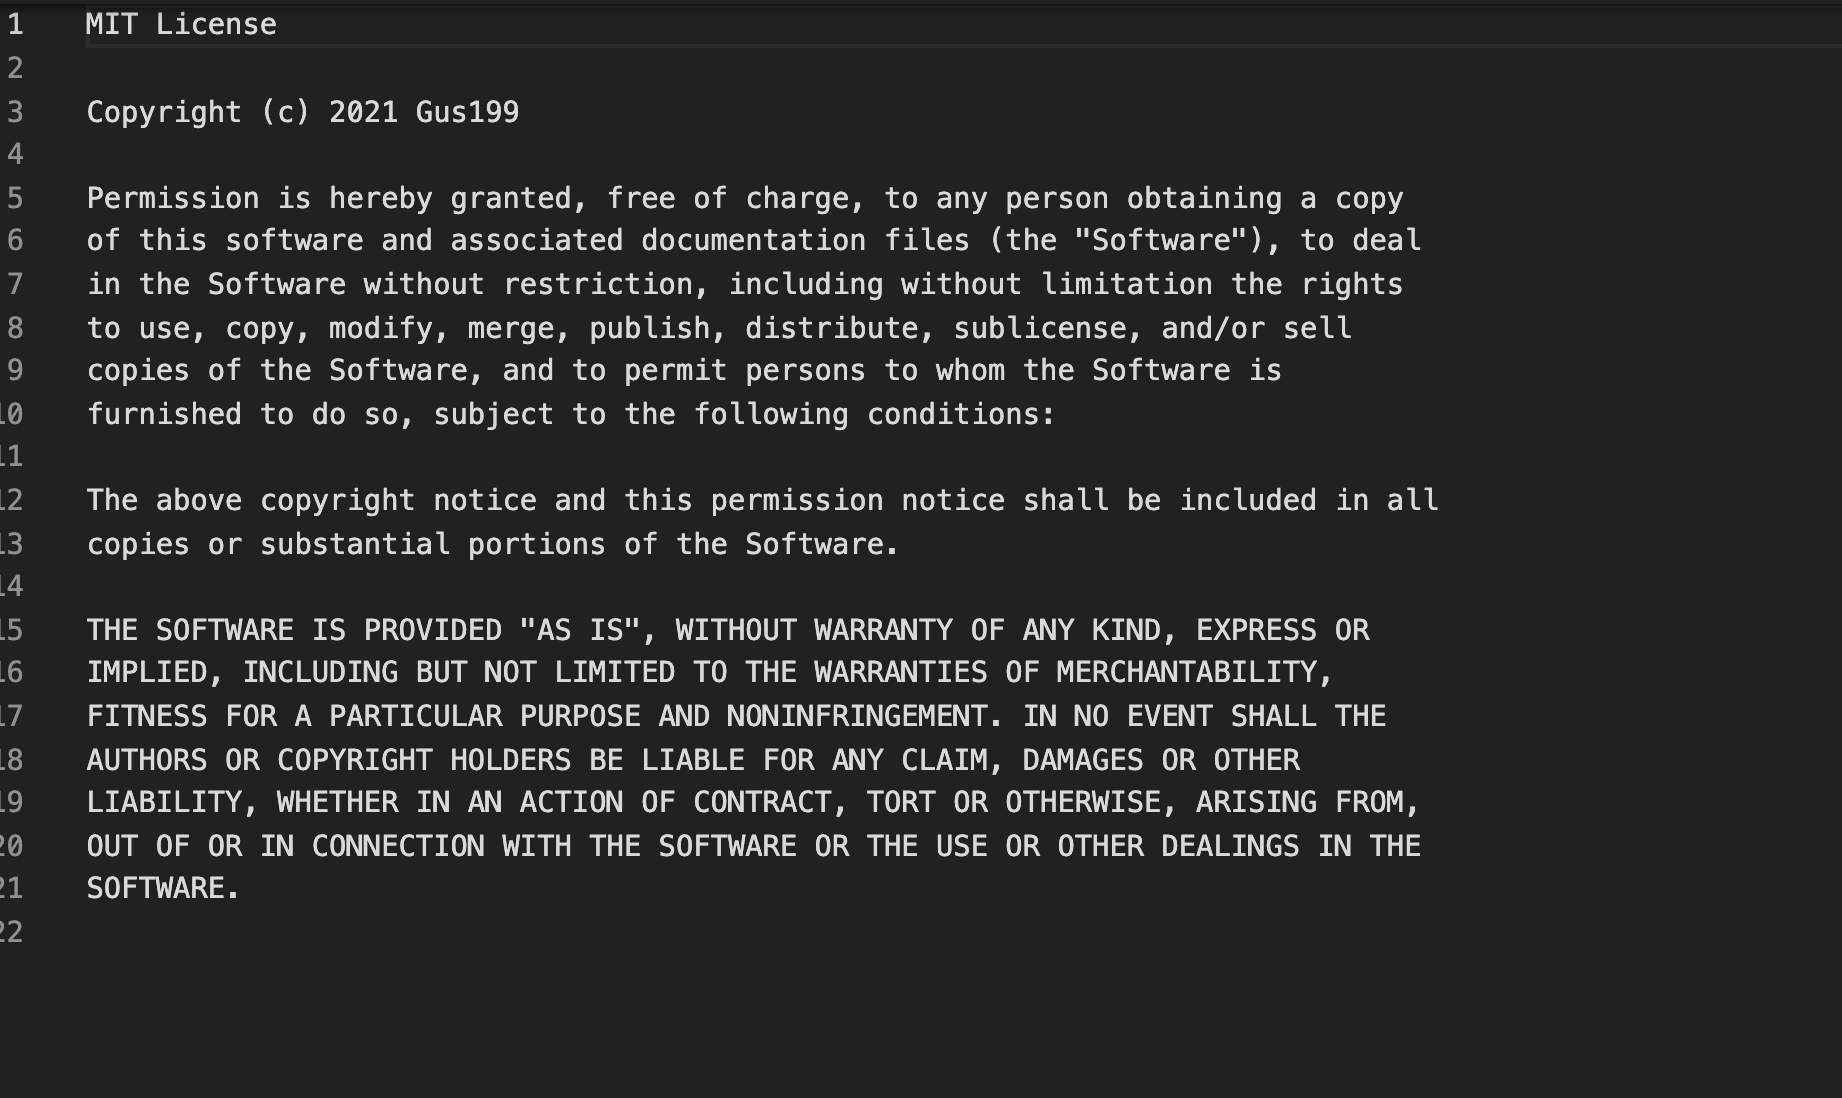 1 MIT License
2
3 Copyright (c) 2021 Gus199
4
5 Permission is hereby granted, free of charge, to any person obtaining a copy
6 of this software and associated documentation files (the "Software"), to deal
7 in the Software without restriction, including without limitation the rights
8 to use, copy, modify, merge, publish, distribute, sublicense, and/or sell
9 copies of the Software, and to permit persons to whom the Software is
10 furnished to do so, subject to the following conditions:
11
12 The above copyright notice and this permission notice shall be included in all
13 copies or substantial portions of the Software.
14
15 THE SOFTWARE IS PROVIDED "AS IS", WITHOUT WARRANTY OF ANY KIND, EXPRESS OR
16 IMPLIED, INCLUDING BUT NOT LIMITED TO THE WARRANTIES OF MERCHANTABILITY,
17 FITNESS FOR A PARTICULAR PURPOSE AND NONINFRINGEMENT. IN NO EVENT SHALL THE
18 AUTHORS OR COPYRIGHT HOLDERS BE LIABLE FOR ANY CLAIM, DAMAGES OR OTHER
19 LIABILITY, WHETHER IN AN ACTION OF CONTRACT, TORT OR OTHERWISE, ARISING FROM,
20 OUT OF OR IN CONNECTION WITH THE SOFTWARE OR THE USE OR OTHER DEALINGS IN THE
21 SOFTWARE.
22